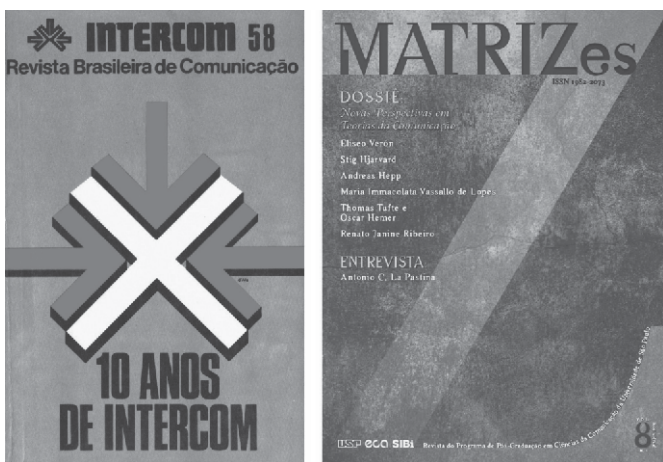 INTERCOM 58
Revista Brasileira de Comunicação
10 ANOS
DE INTERCOM
MATRIZes
ISSN 1982-2073
DOSSIÊ
Novas Perspectivas em
Teorias da Comunicação
Eliseo Verón
Stig Hjarvard
Andreas Hepp
Maria Immacolata Vassallo de Lopes
Thomas Tufte e
Oscar Hemer
Renato Janine Ribeiro
ENTREVISTA
Antonio C. La Pastina
USP eca SIBi Revista do Programa de Pós-Graduação em Ciências da Comunicação da Universidade de São Paulo
8